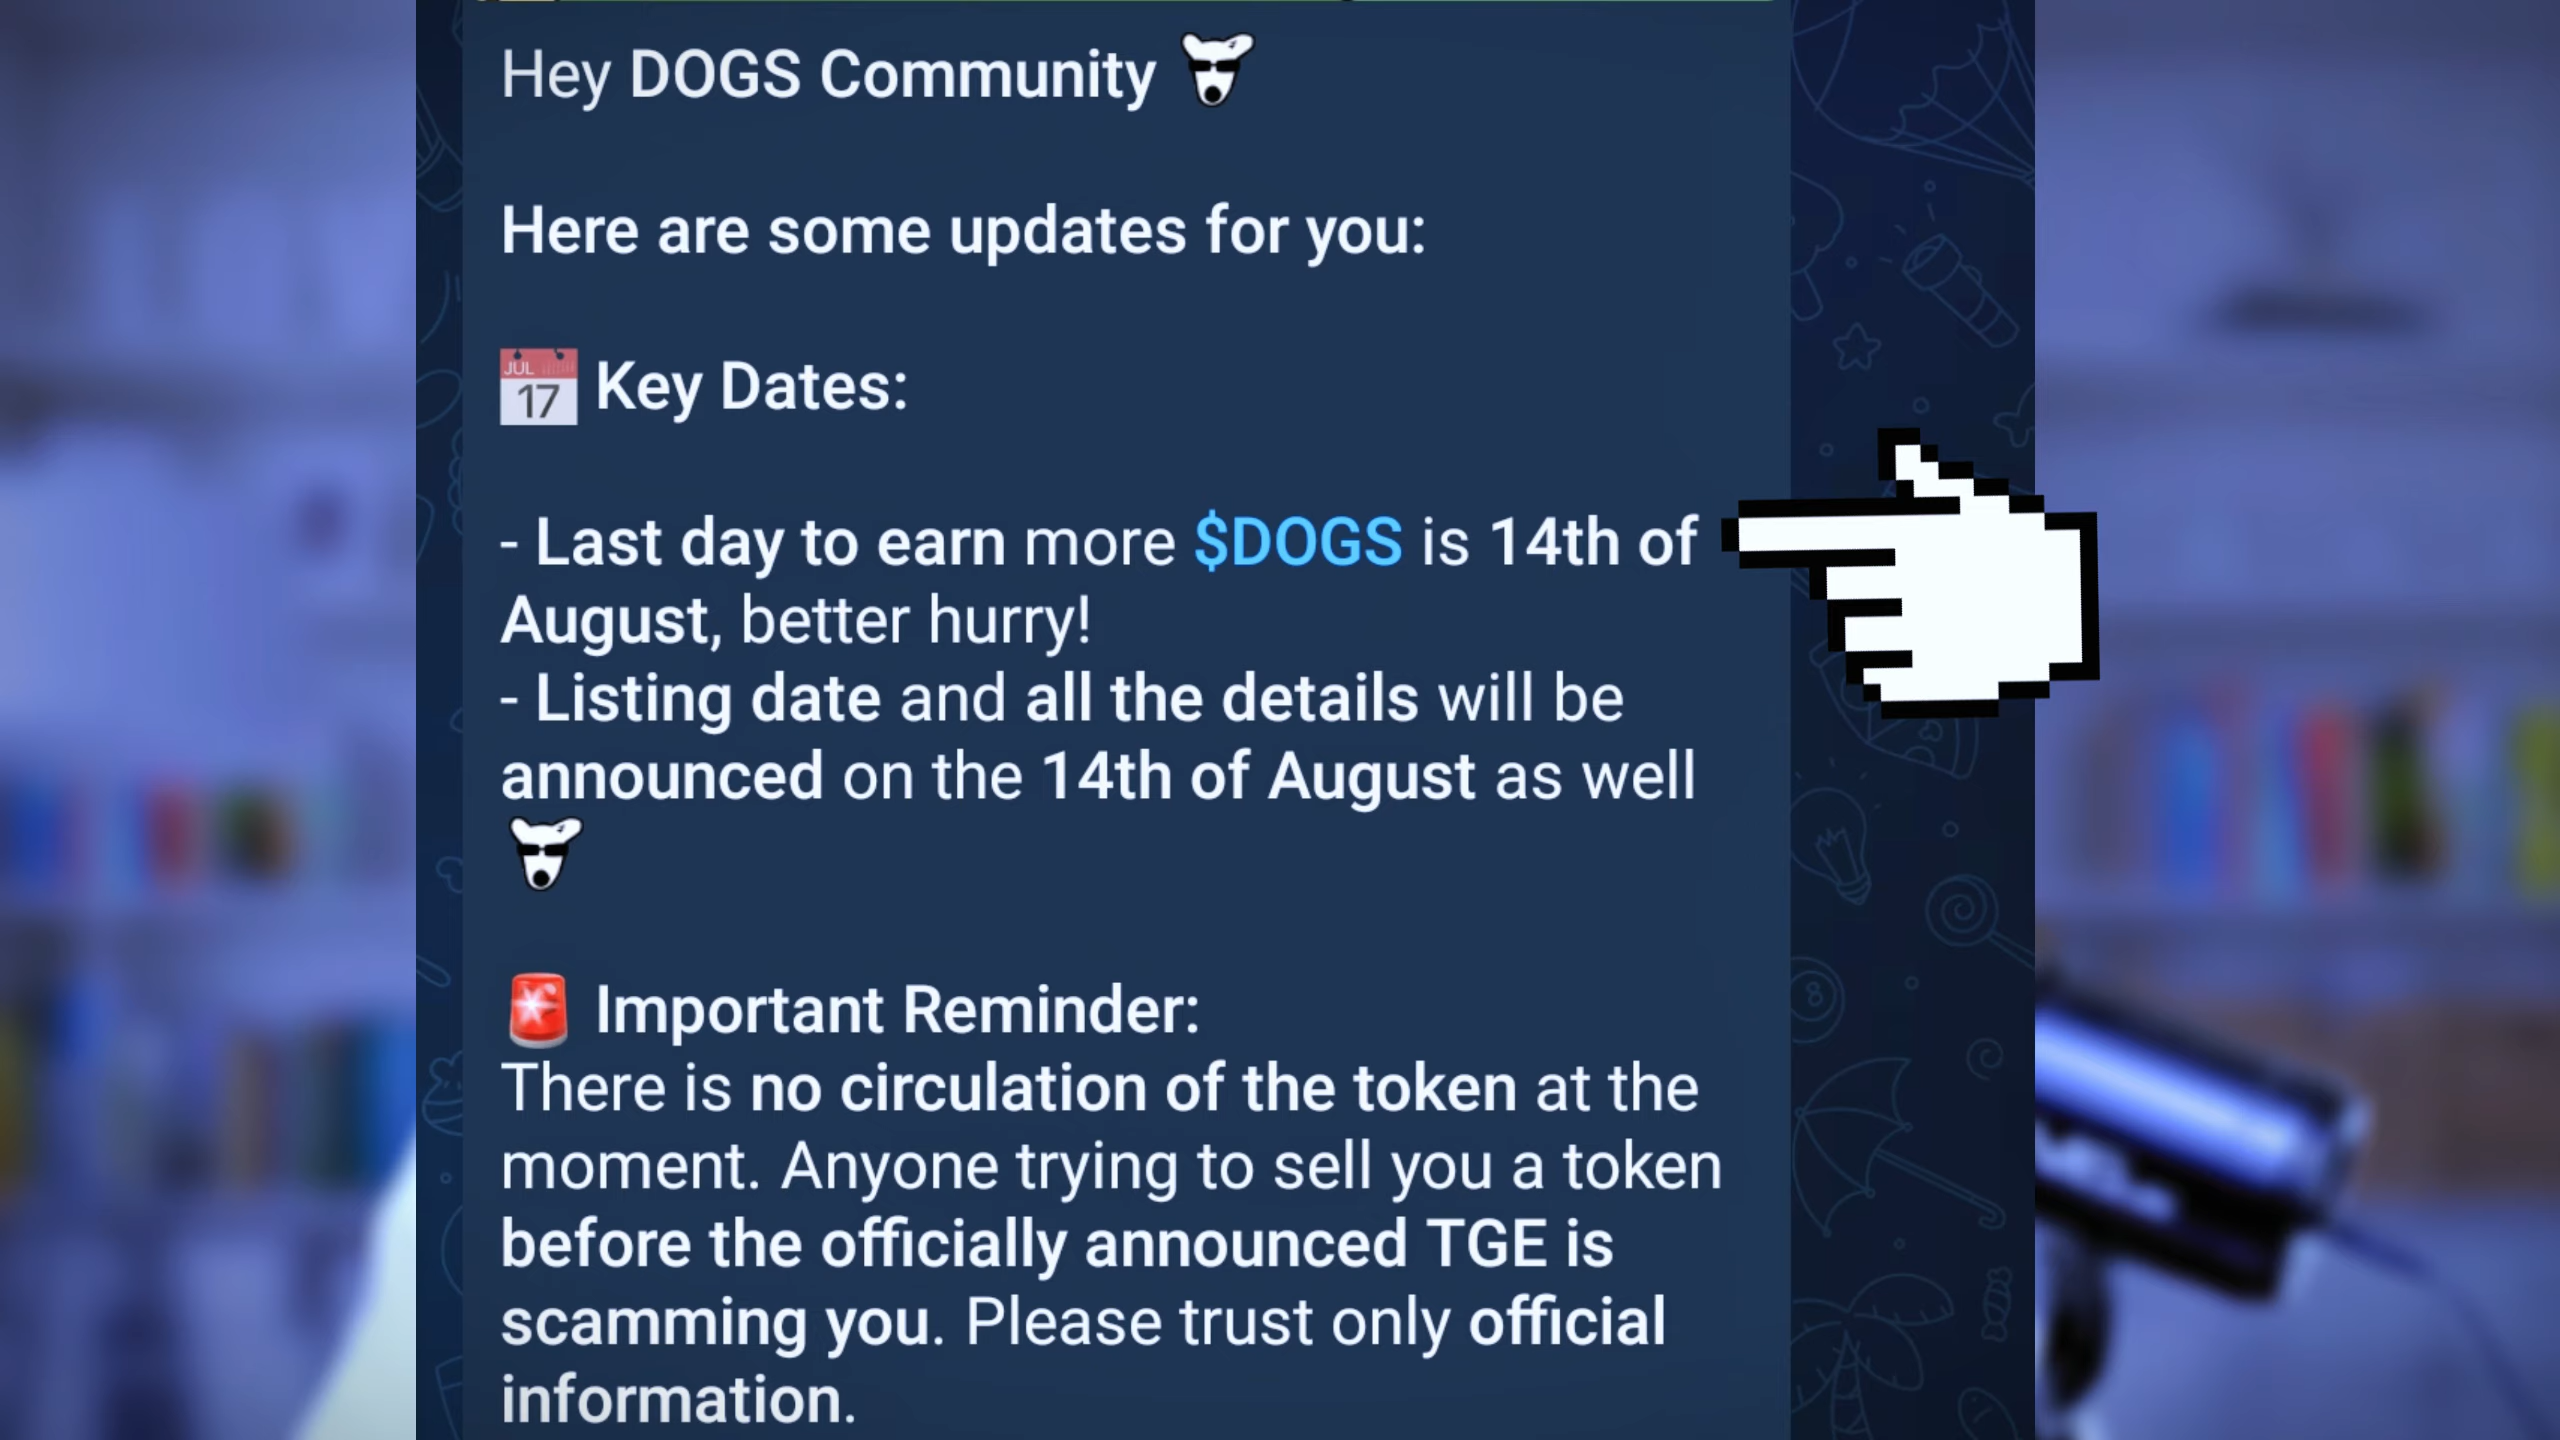 Hey DOGS Community
Here are some updates for you:
JUL
17
Key Dates:
- Last day to earn more $DOGS is 14th of
August, better hurry!
- Listing date and all the details will be
announced on the 14th of August as well
Important Reminder:
There is no circulation of the token at the
moment. Anyone trying to sell you a token
before the officially announced TGE is
scamming you. Please trust only official
information.
8